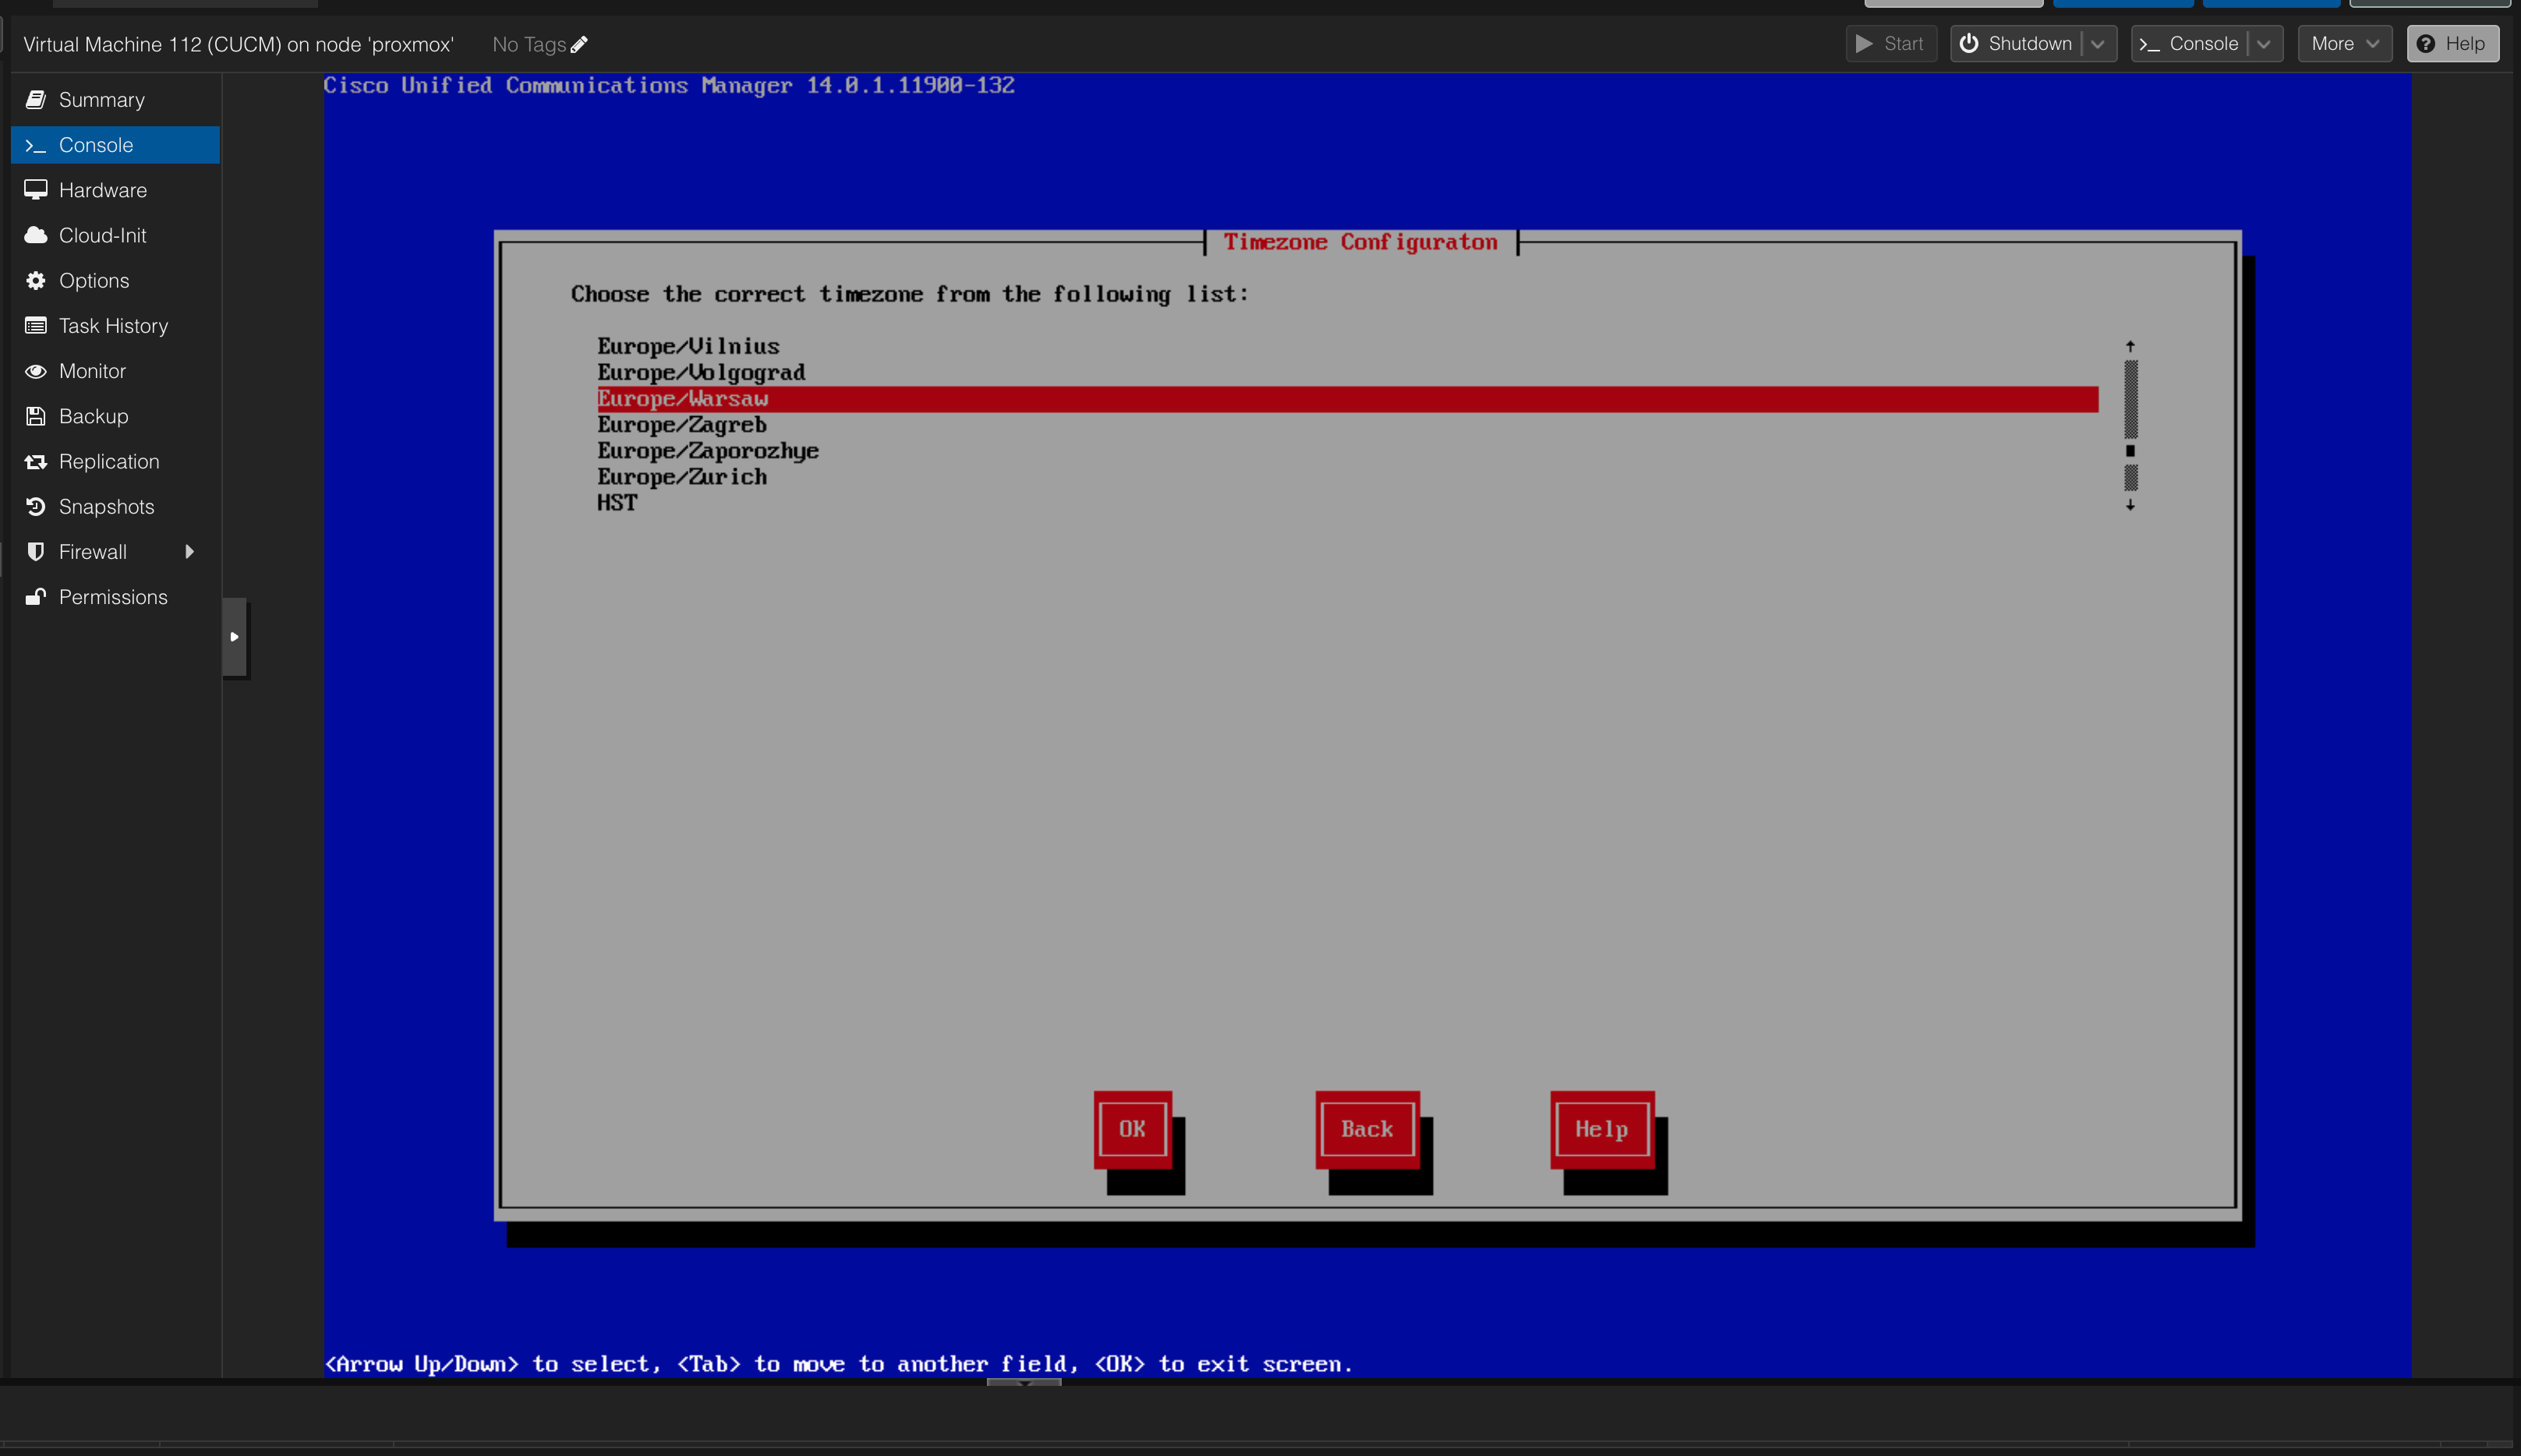 Virtual Machine 112 (CUCM) on node 'proxmox' No Tags Start Shutdown Console More Help
Summary
Console
Hardware
Cloud-Init
Options
Task History
Monitor
Backup
Replication
Snapshots
Firewall
Permissions
Cisco Unified Communications Manager 14.0.1.11900-132
Timezone Configuraton
Choose the correct timezone from the following list:
Europe/Vilnius
Europe/Volgograd
Europe/Warsaw
Europe/Zagreb
Europe/Zaporozhye
Europe/Zurich
HST
OK Back Help
<Arrow Up/Down> to select, <Tab> to move to another field, <OK> to exit screen.